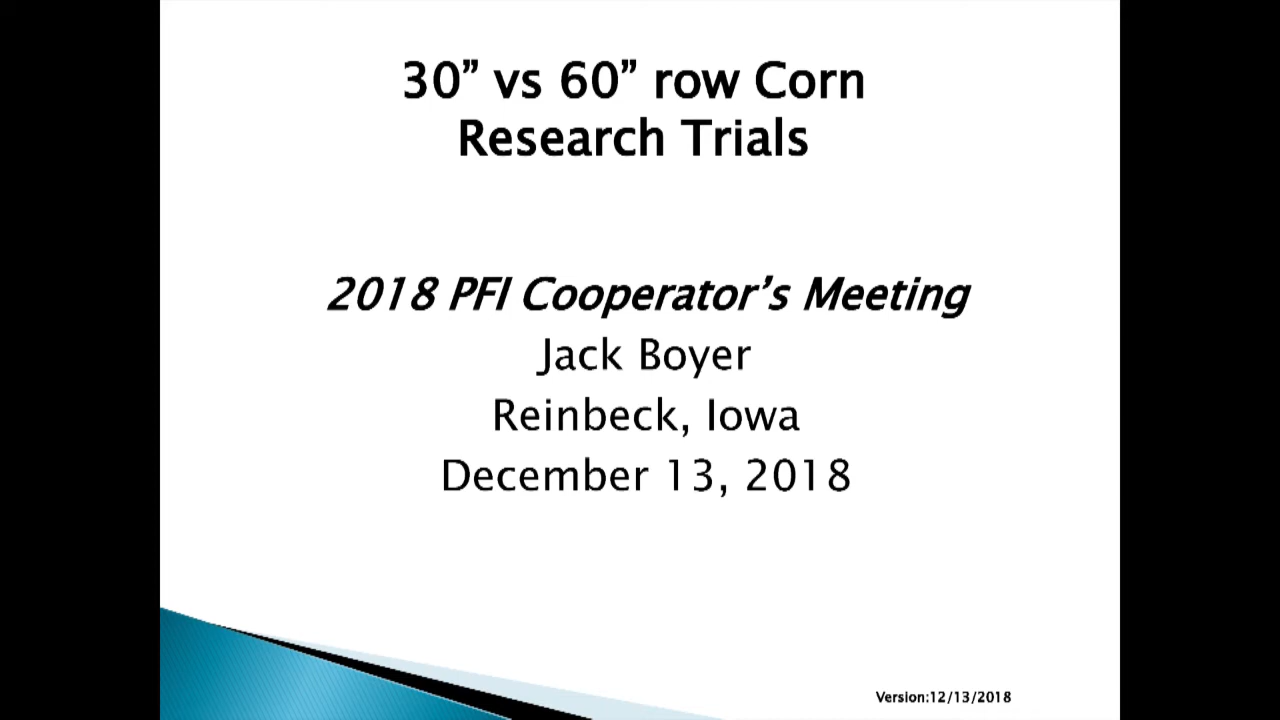 30” vs 60” row Corn
Research Trials
2018 PFI Cooperator’s Meeting
Jack Boyer
Reinbeck, Iowa
December 13, 2018
Version:12/13/2018